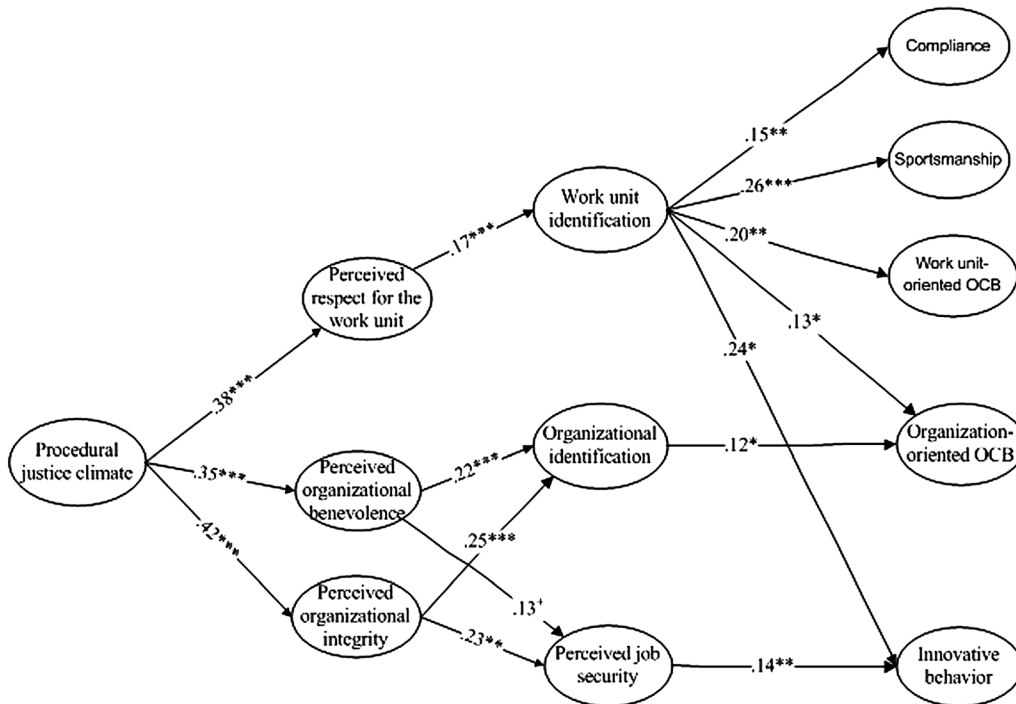 Compliance
.15**
Sportsmanship
.26***
Work unit
identification
.20**
Work unit-
oriented OCB
.17***
Perceived
respect for the
work unit
.13*
.24*
.38***
Procedural
justice climate
Organizational
identification
.12*
Organization-
oriented OCB
.35***
Perceived
organizational
benevolence
.22***
.42***
.25***
Perceived
organizational
integrity
.13+
.23**
Perceived job
security
.14**
Innovative
behavior